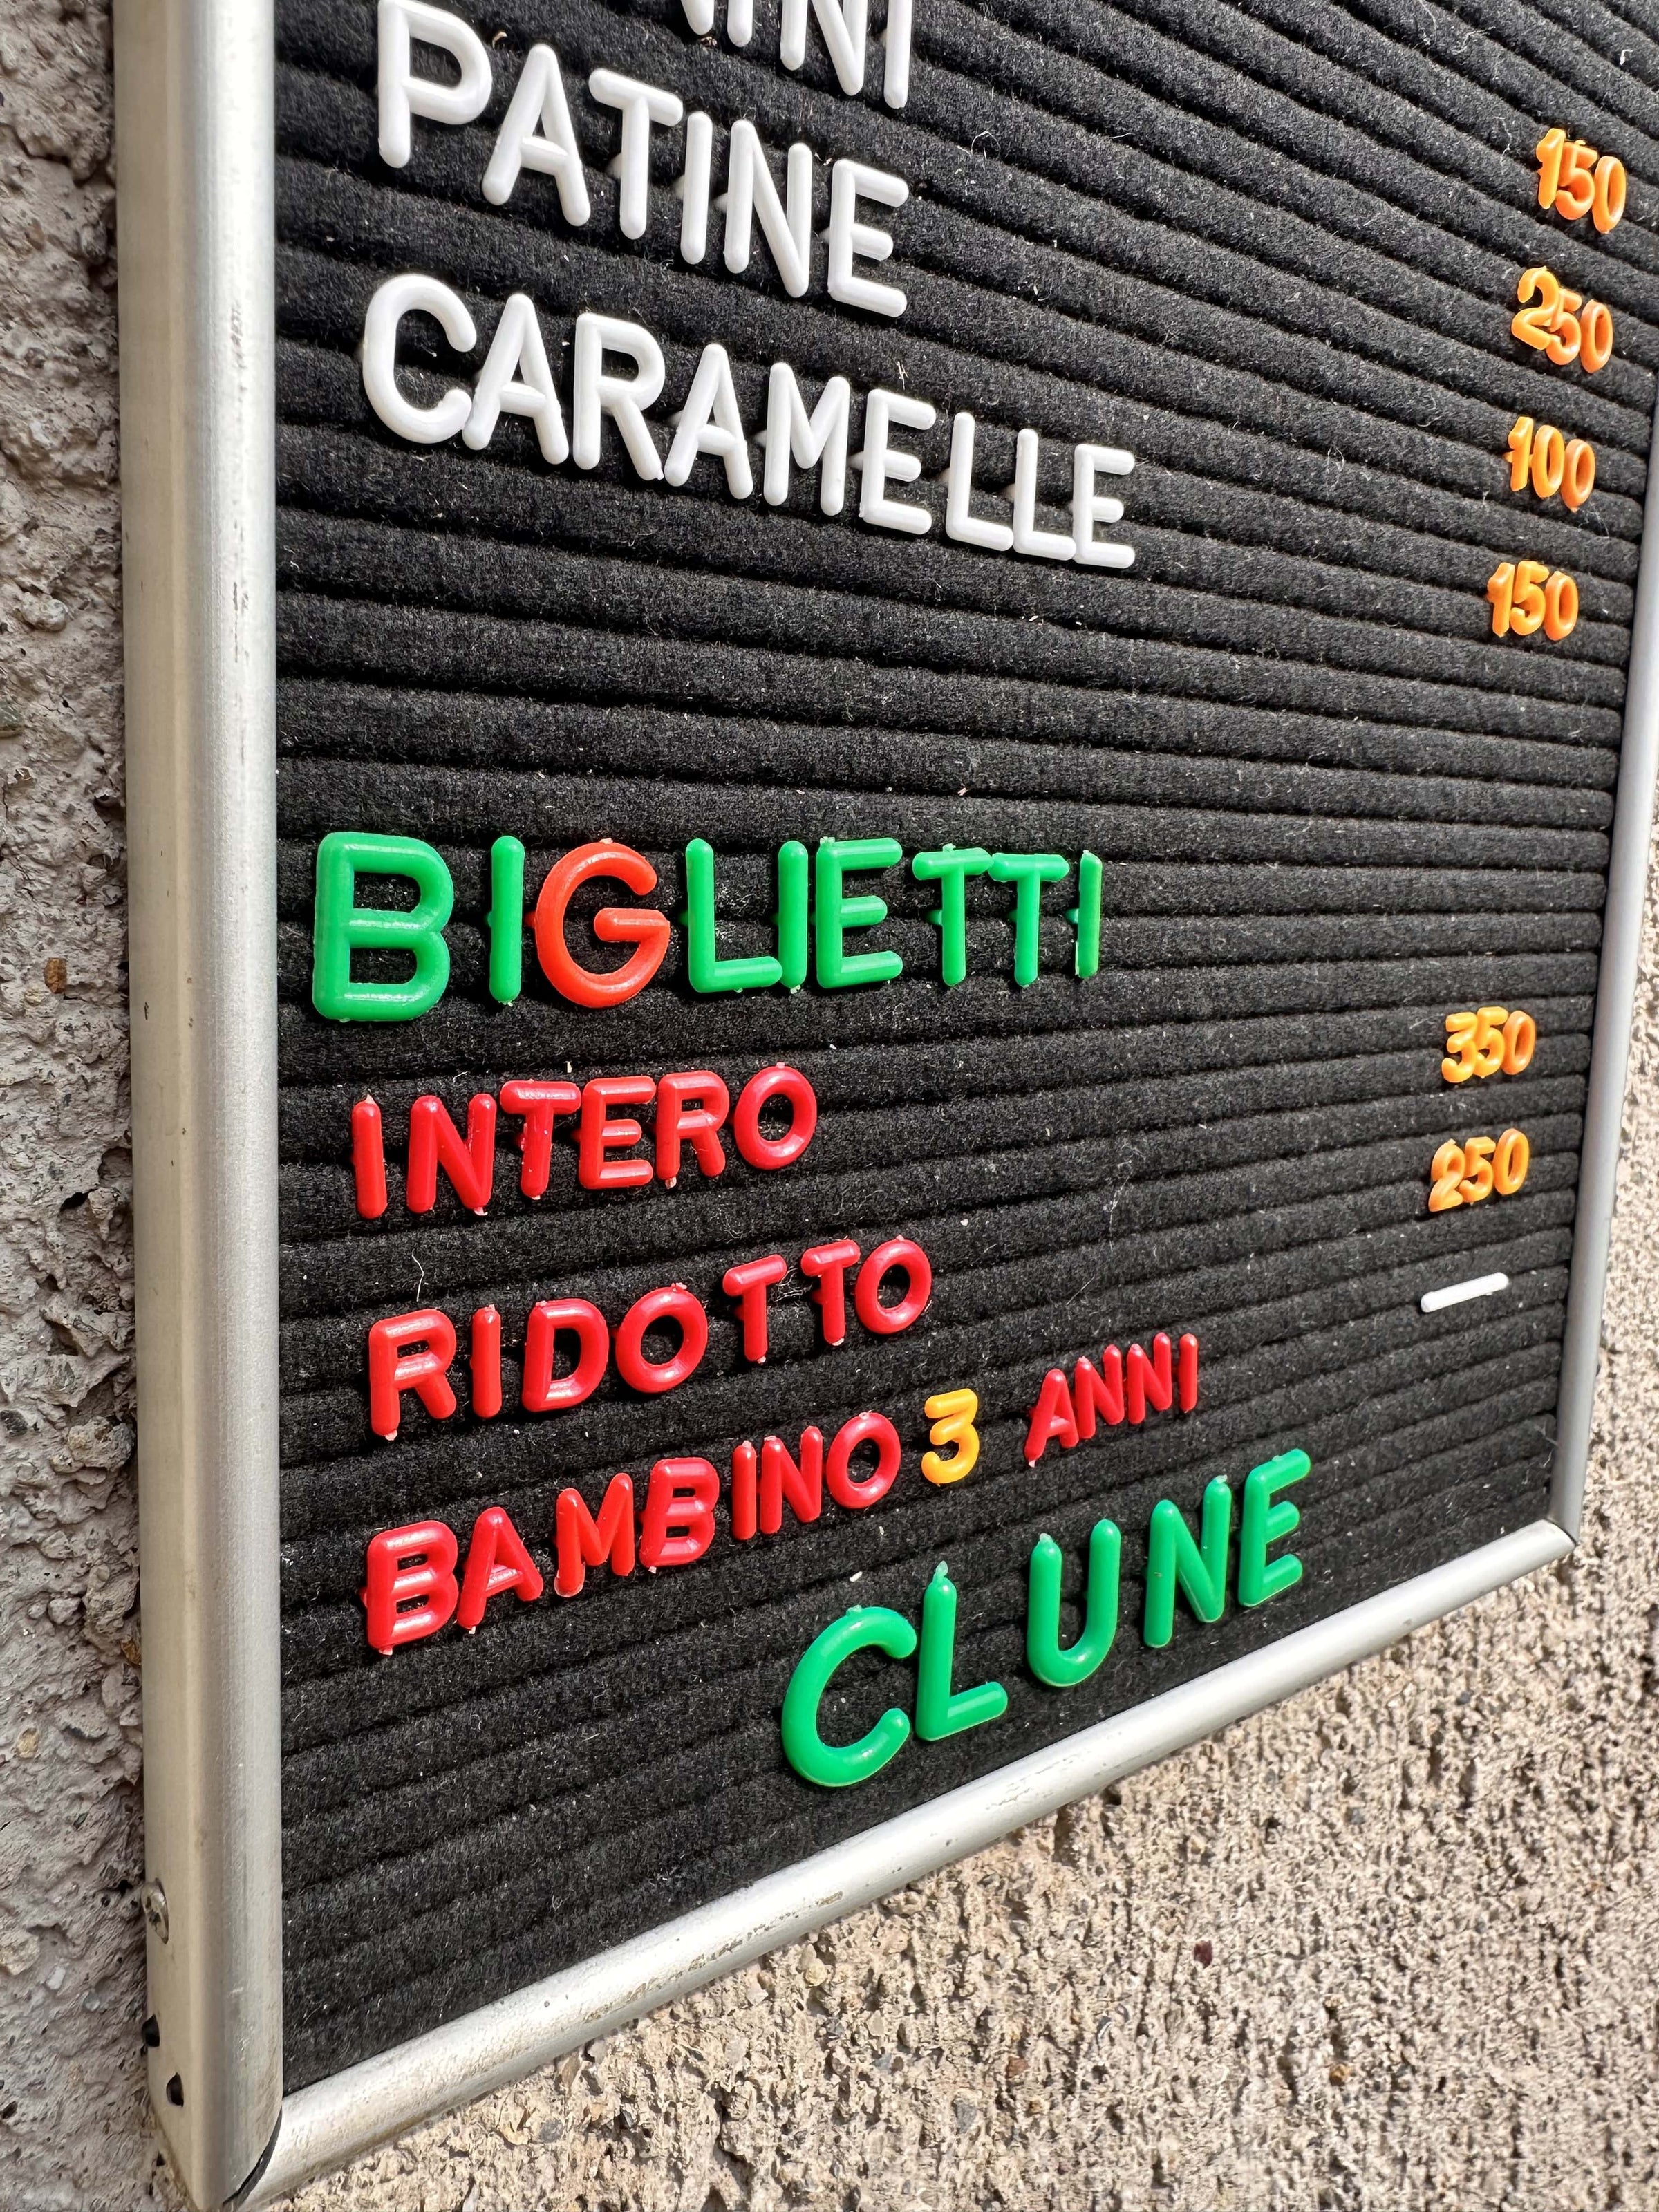 150
250
PATINE 100
CARAMELLE 150
BIGLIETTI
INTERO 350
RIDOTTO 250
BAMBINO 3 ANNI -
CLUNE